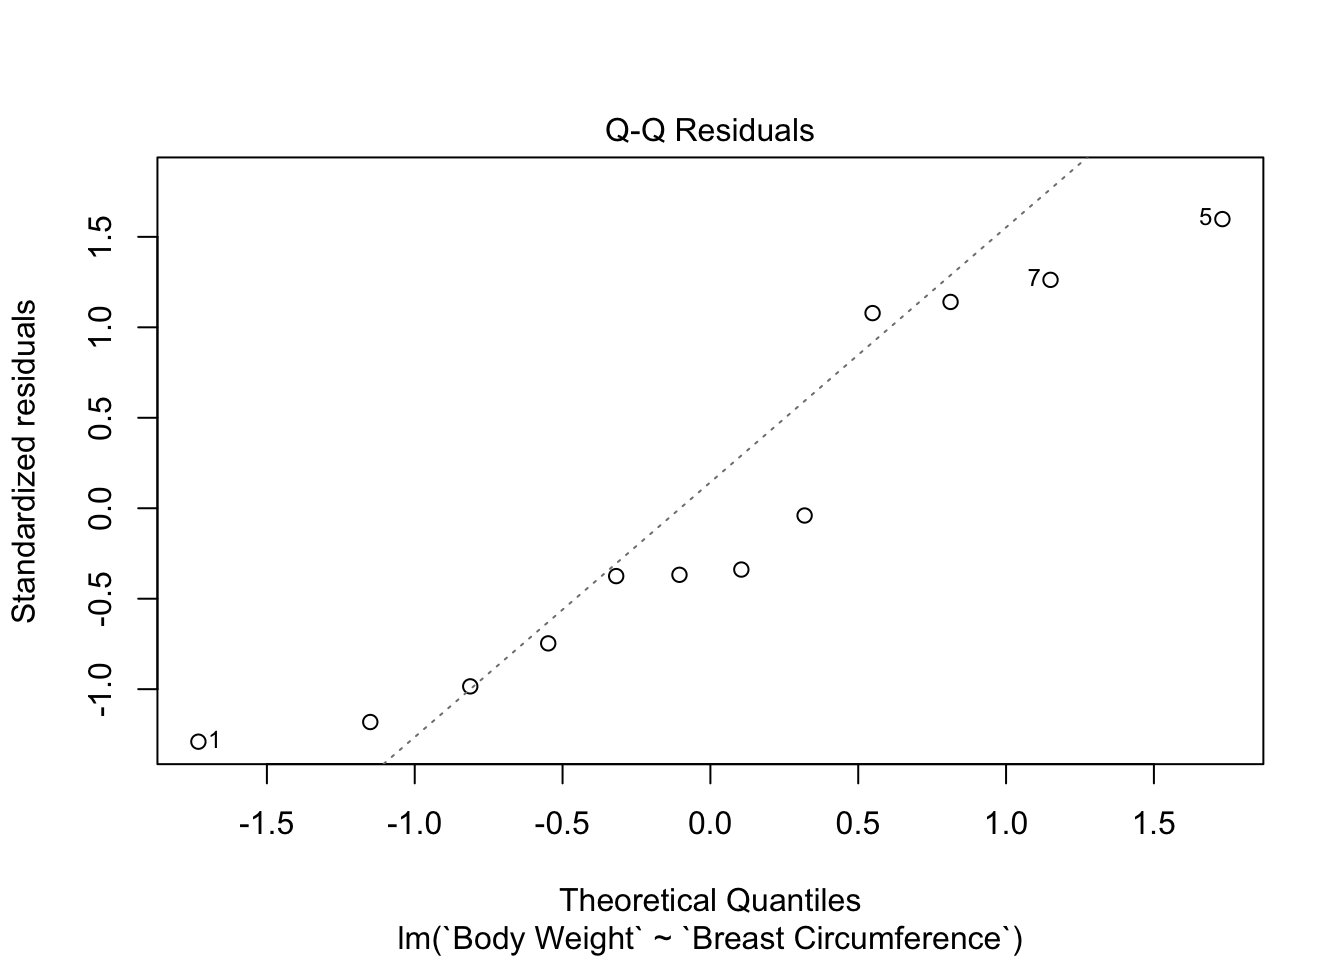 Q-Q Residuals
Standardized residuals
1.5
1.0
0.5
0.0
-0.5
-1.0
5
7
1
-1.5 -1.0 -0.5 0.0 0.5 1.0 1.5
Theoretical Quantiles
lm(`Body Weight` ~ `Breast Circumference`)